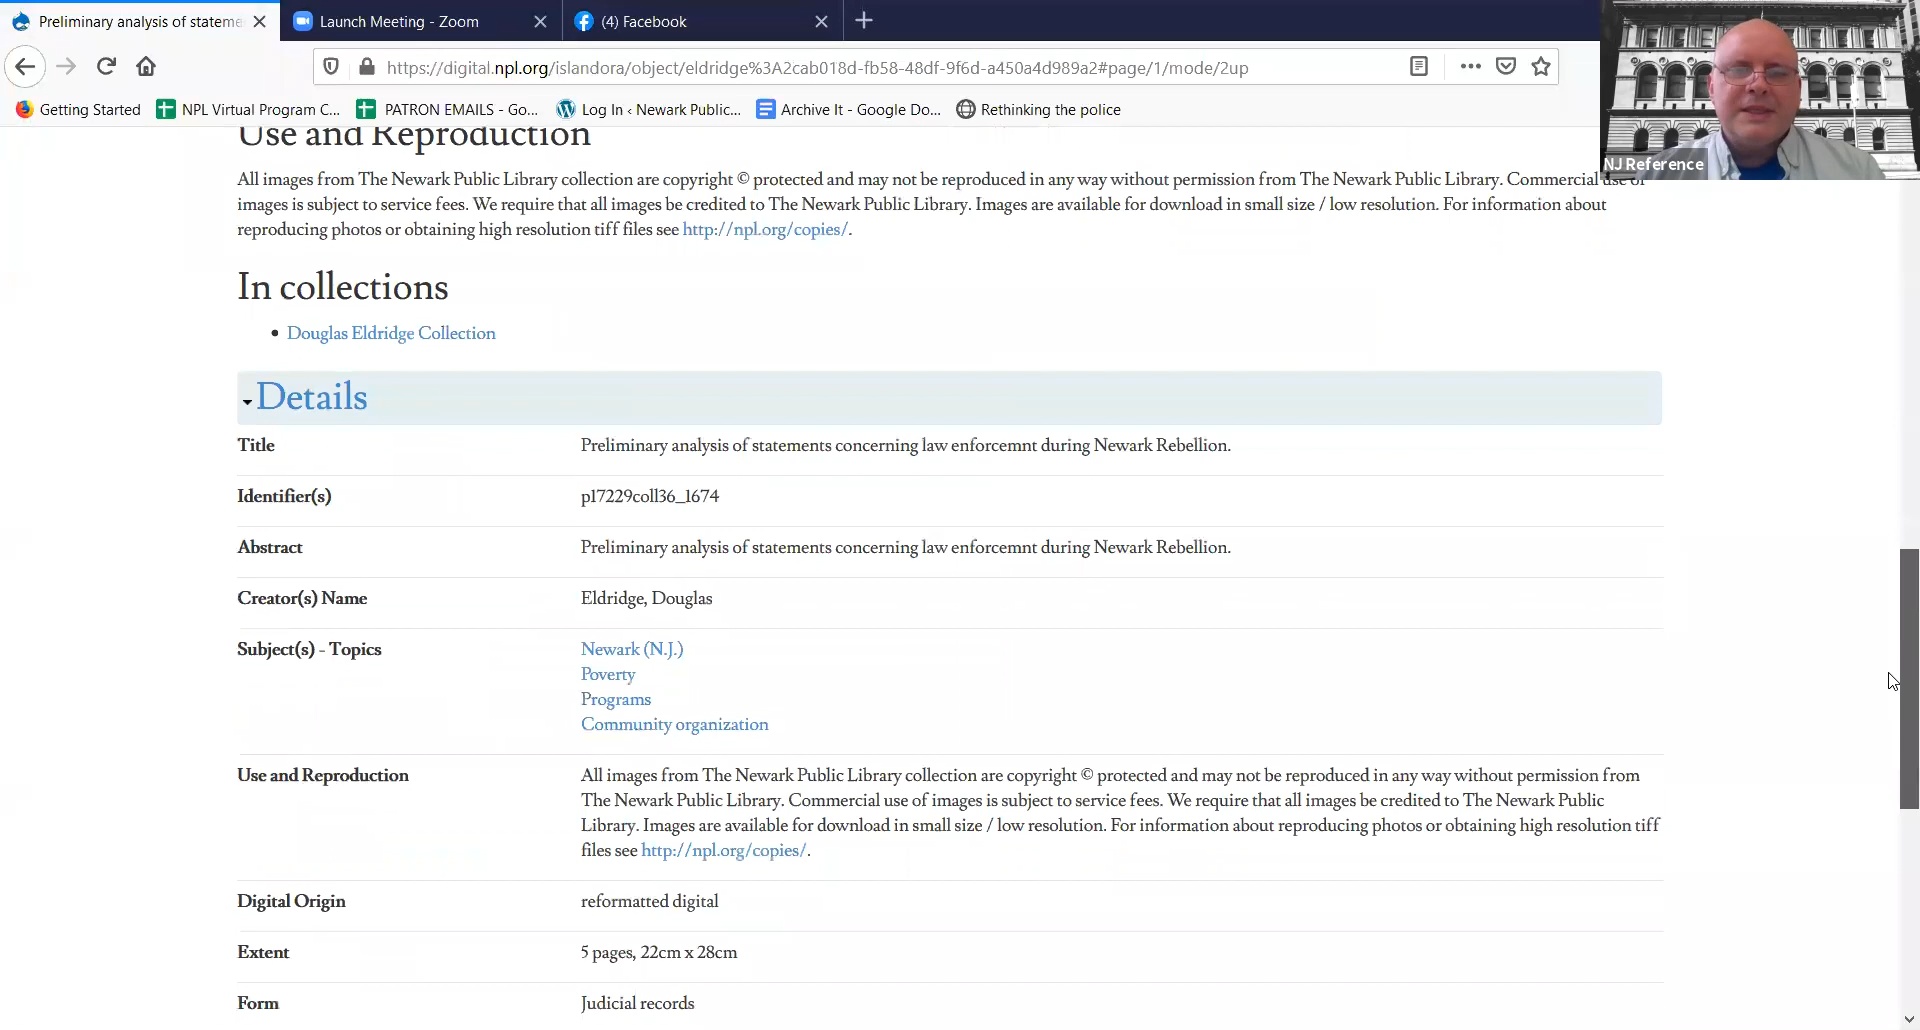 Preliminary analysis of stateme
Launch Meeting - Zoom
(4) Facebook
https://digital.npl.org/islandora/object/eldridge%3A2cab018d-fb58-48df-9f6d-a450a4d989a2#page/1/mode/2up
Getting Started
NPL Virtual Program C...
PATRON EMAILS - Go...
Log In ‹ Newark Public...
Archive It - Google Do...
Rethinking the police
NJ Reference
Use and Reproduction
All images from The Newark Public Library collection are copyright © protected and may not be reproduced in any way without permission from The Newark Public Library. Commercial use of
images is subject to service fees. We require that all images be credited to The Newark Public Library. Images are available for download in small size / low resolution. For information about
reproducing photos or obtaining high resolution tiff files see http://npl.org/copies/.
In collections
Douglas Eldridge Collection
Details
Title Preliminary analysis of statements concerning law enforcemnt during Newark Rebellion.
Identifier(s) p17229coll36_1674
Abstract Preliminary analysis of statements concerning law enforcemnt during Newark Rebellion.
Creator(s) Name Eldridge, Douglas
Subject(s) - Topics Newark (N.J.)
Poverty
Programs
Community organization
Use and Reproduction All images from The Newark Public Library collection are copyright © protected and may not be reproduced in any way without permission from
The Newark Public Library. Commercial use of images is subject to service fees. We require that all images be credited to The Newark Public
Library. Images are available for download in small size / low resolution. For information about reproducing photos or obtaining high resolution tiff
files see http://npl.org/copies/.
Digital Origin reformatted digital
Extent 5 pages, 22cm x 28cm
Form Judicial records